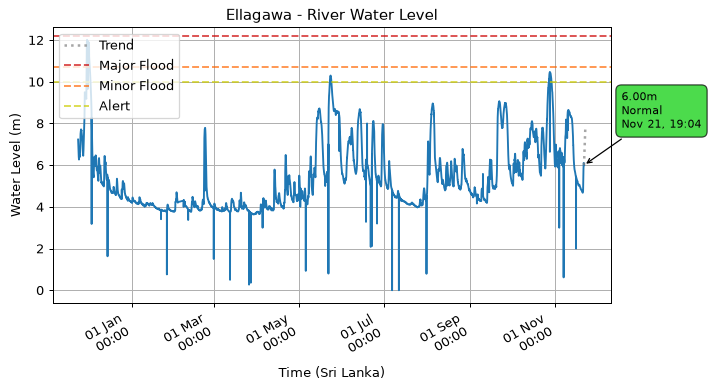 Ellagawa - River Water Level
Water Level (m)
12
10
8
6
4
2
0
Trend
Major Flood
Minor Flood
Alert
6.00m
Normal
Nov 21, 19:04
01 Jan
00:00
01 Mar
00:00
01 May
00:00
01 Jul
00:00
01 Sep
00:00
01 Nov
00:00
Time (Sri Lanka)